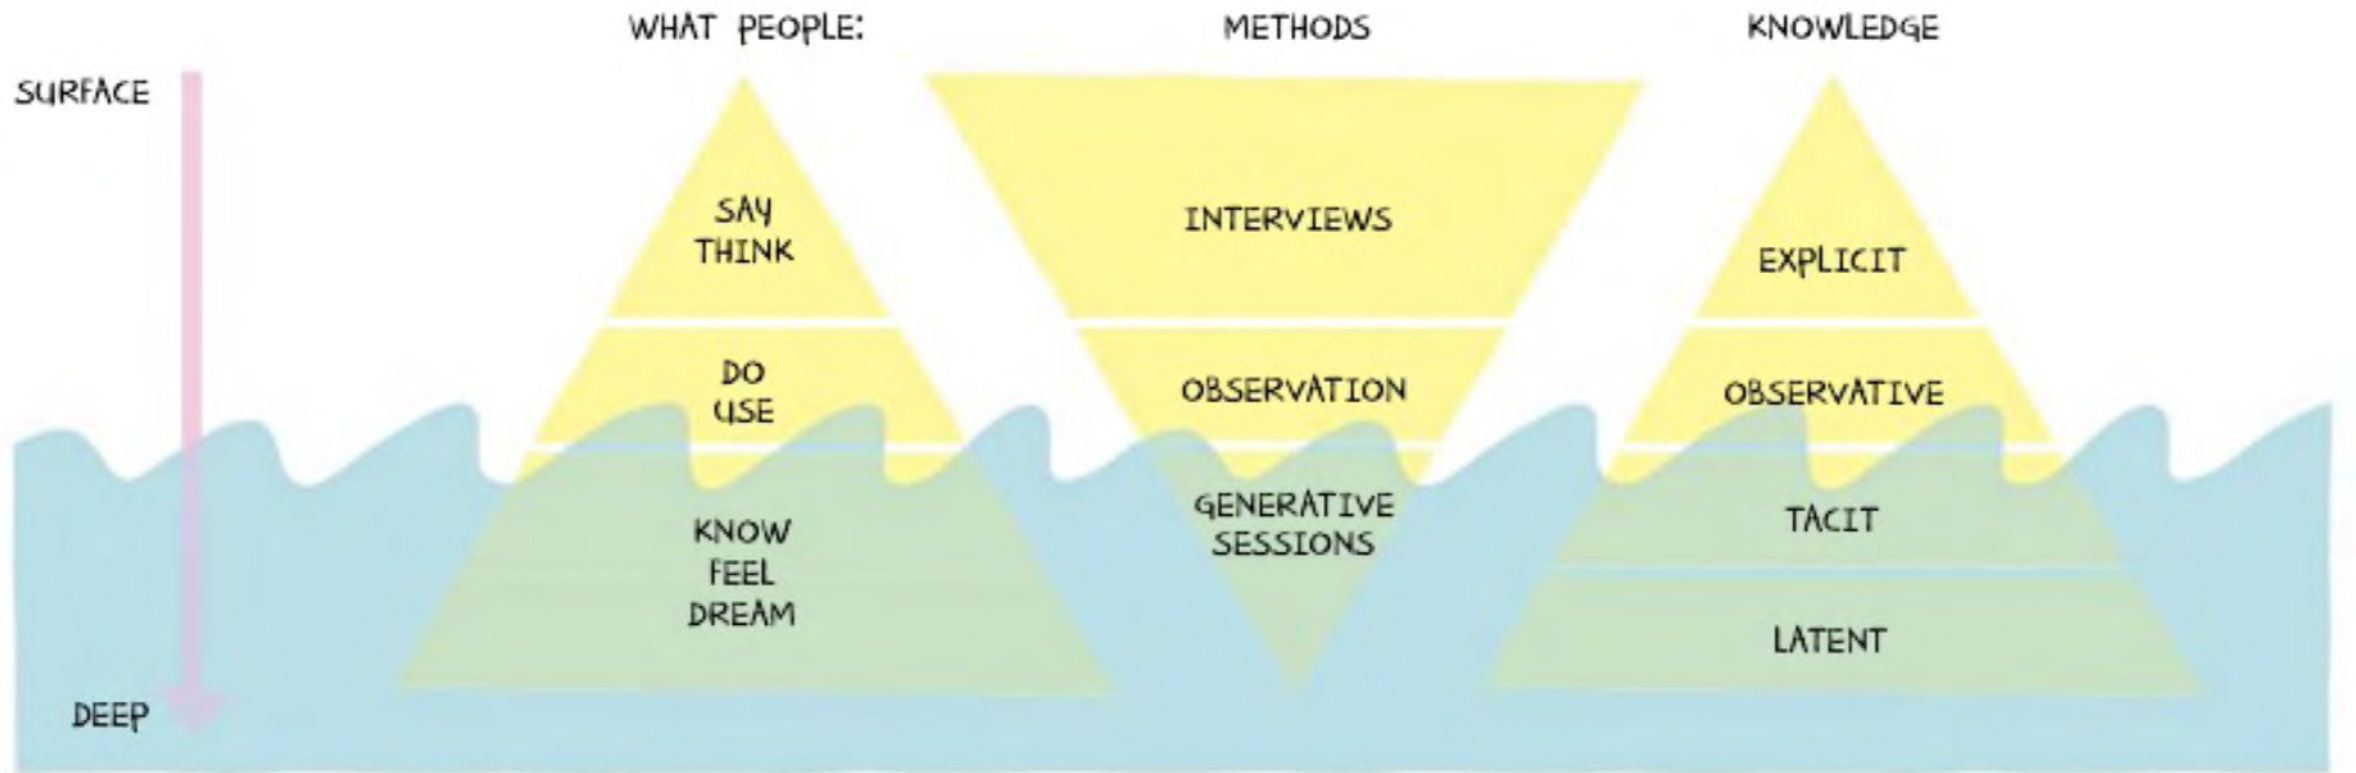 WHAT PEOPLE:
METHODS
KNOWLEDGE
SURFACE
SAY
THINK
INTERVIEWS
EXPLICIT
DO
USE
OBSERVATION
OBSERVATIVE
KNOW
FEEL
DREAM
GENERATIVE
SESSIONS
TACIT
LATENT
DEEP